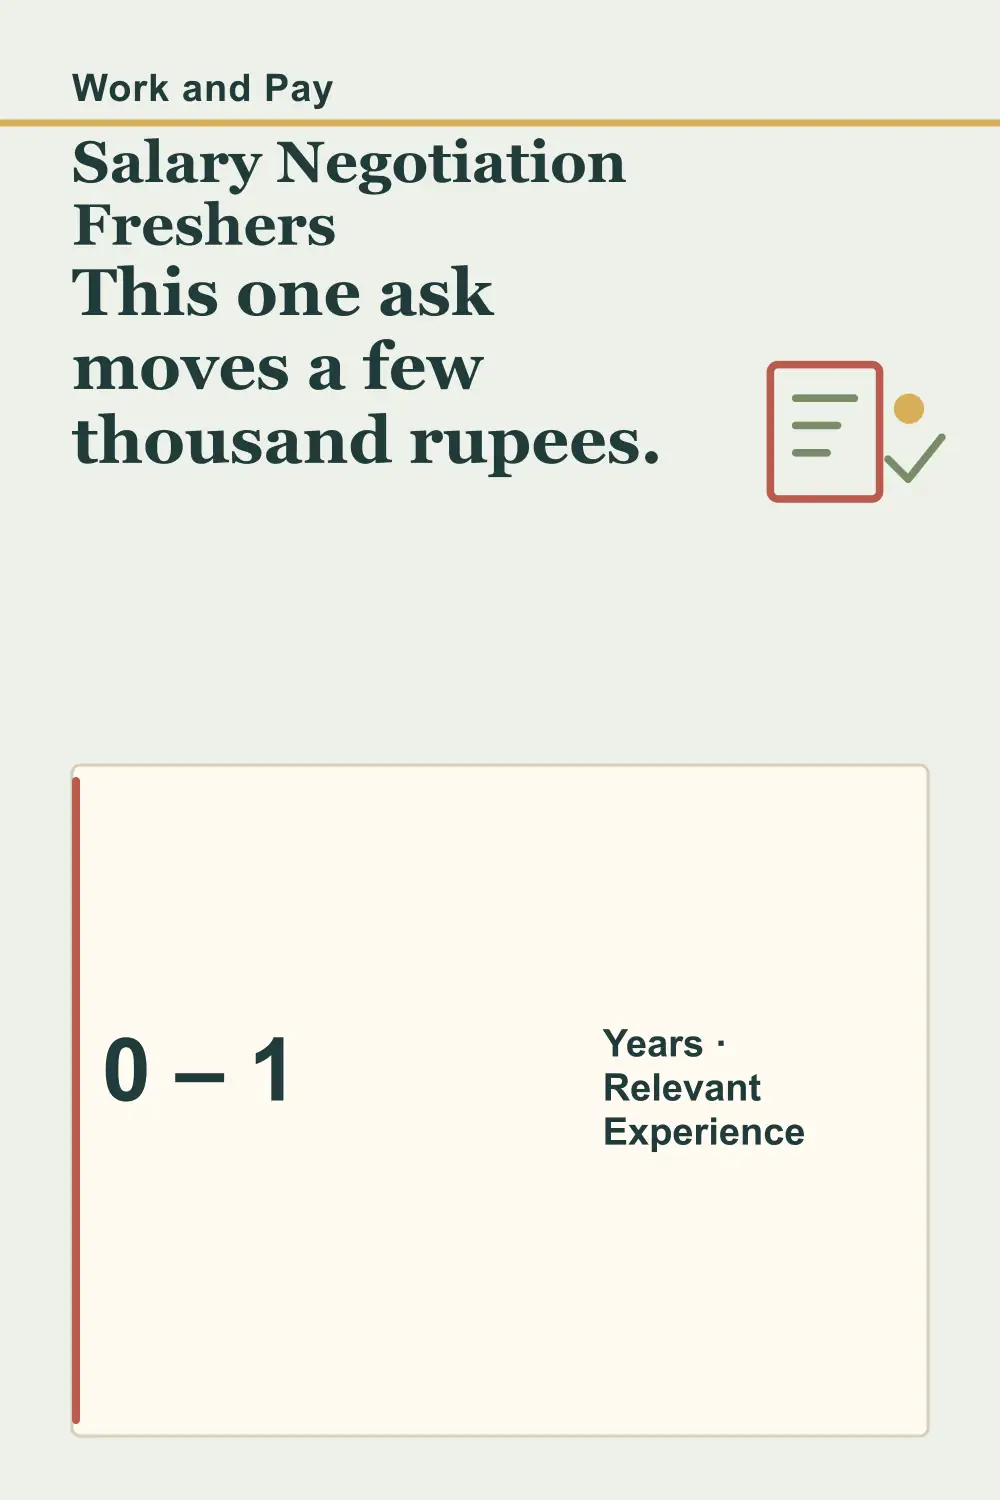 Work and Pay
Salary Negotiation
Freshers
This one ask
moves a few
thousand rupees.
0 – 1
Years ·
Relevant
Experience